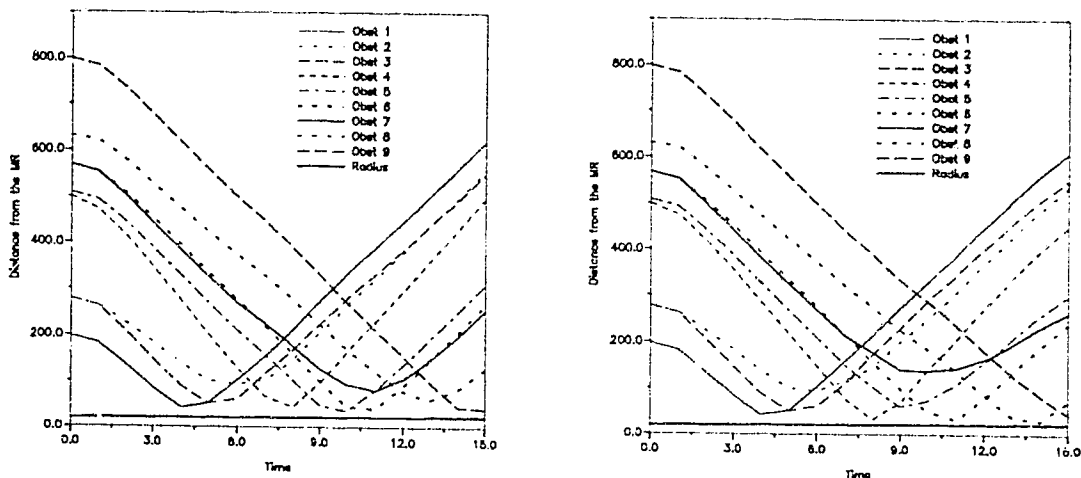 Obst 1
Obst 2
Obst 3
Obst 4
Obst 5
Obst 6
Obst 7
Obst 8
Obst 9
Radius
800.0
600.0
400.0
200.0
0.0
Distance from the MR
0.0 3.0 6.0 9.0 12.0 15.0
Time
Obst 1
Obst 2
Obst 3
Obst 4
Obst 5
Obst 6
Obst 7
Obst 8
Obst 9
Radius
800.0
600.0
400.0
200.0
0.0
Distance from the MR
0.0 3.0 6.0 9.0 12.0 15.0
Time